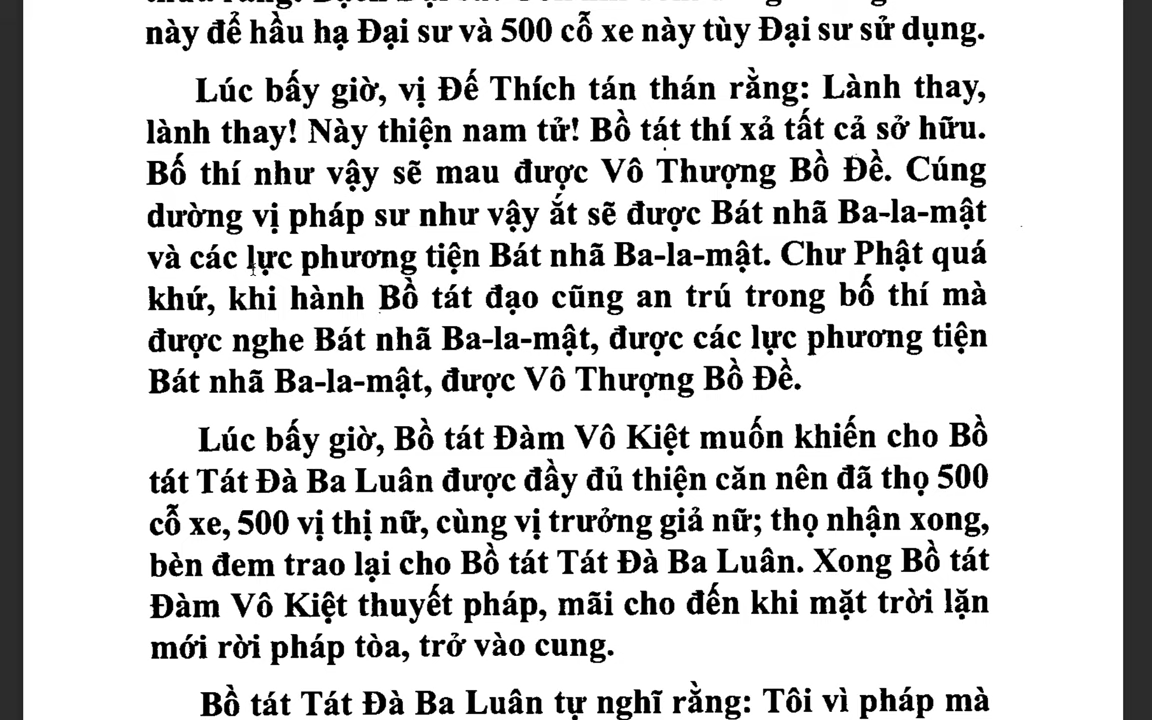 này để hầu hạ Đại sư và 500 cỗ xe này tùy Đại sư sử dụng.
Lúc bấy giờ, vị Đế Thích tán thán rằng: Lành thay,
lành thay! Này thiện nam tử! Bồ tát thí xả tất cả sở hữu.
Bố thí như vậy sẽ mau được Vô Thượng Bồ Đề. Cúng
dường vị pháp sư như vậy ắt sẽ được Bát nhã Ba-la-mật
và các lực phương tiện Bát nhã Ba-la-mật. Chư Phật quá
khứ, khi hành Bồ tát đạo cũng an trú trong bố thí mà
được nghe Bát nhã Ba-la-mật, được các lực phương tiện
Bát nhã Ba-la-mật, được Vô Thượng Bồ Đề.
Lúc bấy giờ, Bồ tát Đàm Vô Kiệt muốn khiến cho Bồ
tát Tát Đà Ba Luân được đầy đủ thiện căn nên đã thọ 500
cỗ xe, 500 vị thị nữ, cùng vị trưởng giả nữ; thọ nhận xong,
bèn đem trao lại cho Bồ tát Tát Đà Ba Luân. Xong Bồ tát
Đàm Vô Kiệt thuyết pháp, mãi cho đến khi mặt trời lặn
mới rời pháp tòa, trở vào cung.
Bồ tát Tát Đà Ba Luân tự nghĩ rằng: Tôi vì pháp mà